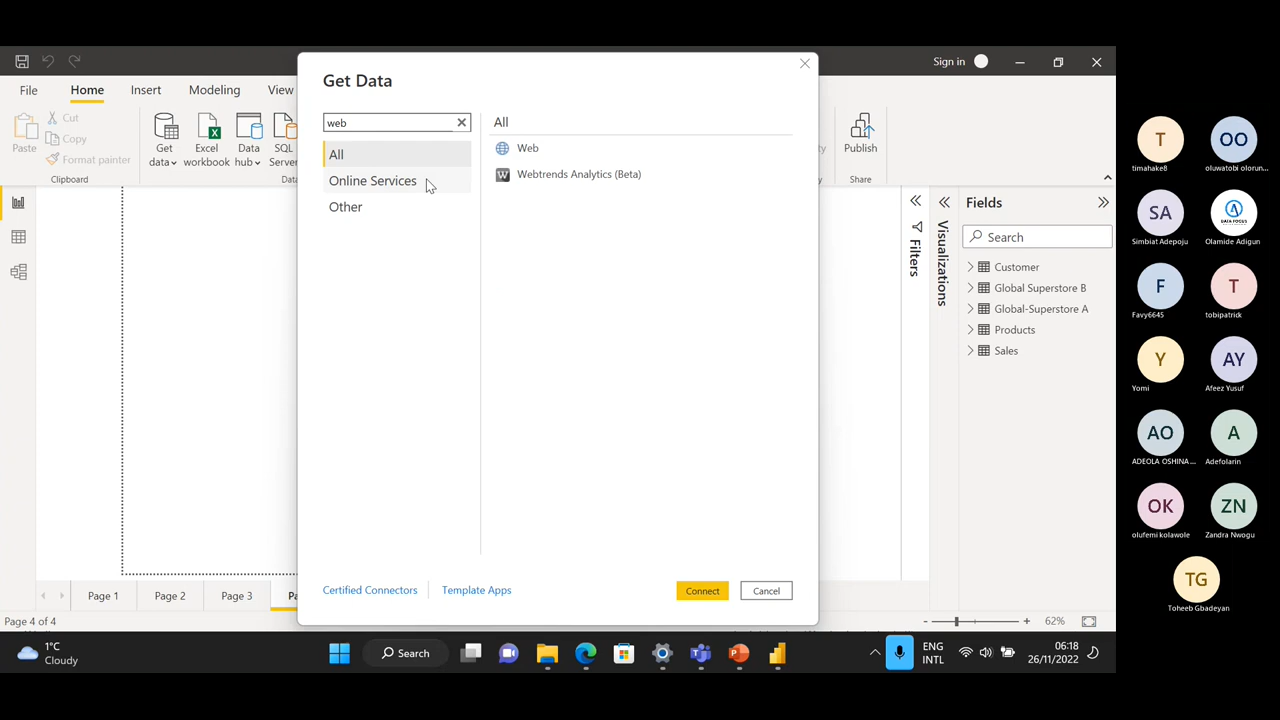 Sign in
File
Home
Insert
Modeling
View
Paste
Cut
Copy
Format painter
Clipboard
Get
data
Excel
workbook
Data
hub
SQL
Server
Publish
Share
Get Data
web
All
Online Services
Other
All
Web
Webtrends Analytics (Beta)
Certified Connectors
Template Apps
Connect
Cancel
Filters
Visualizations
Fields
Search
Customer
Global Superstore B
Global-Superstore A
Products
Sales
Page 1
Page 2
Page 3
Page 4 of 4
62%
1°C
Cloudy
Search
ENG
INTL
06:18
26/11/2022
T
timahake8
OO
oluwatobi olorun...
SA
Simbiat Adepoju
DATA FOCUS
Olamide Adigun
F
Favy6645
T
tobipatrick
Y
Yomi
AY
Afeez Yusuf
AO
ADEOLA OSHINA...
A
Adefolarin
OK
olufemi kolawole
ZN
Zandra Nwogu
TG
Toheeb Gbadeyan